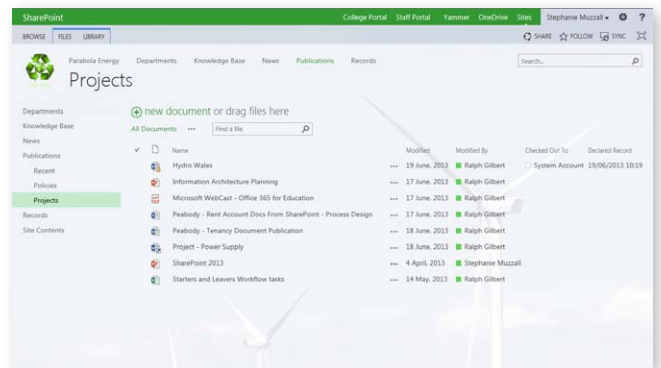 SharePoint College Portal Staff Portal Yammer OneDrive Sites Stephanie Muzzall ?
BROWSE FILES LIBRARY SHARE FOLLOW SYNC
Parabola Energy Departments Knowledge Base News Publications Records Search...
Projects
Departments
Knowledge Base
News
Publications
Recent
Policies
Projects
Records
Site Contents
new document or drag files here
All Documents ... Find a file
Name Modified Modified By Checked Out To Declared Record
Hydro Wales ... 19 June, 2013 Ralph Gilbert System Account 19/06/2013 10:19
Information Architecture Planning ... 17 June, 2013 Ralph Gilbert
Microsoft WebCast - Office 365 for Education ... 17 June, 2013 Ralph Gilbert
Peabody - Rent Account Docs From SharePoint - Process Design ... 17 June, 2013 Ralph Gilbert
Peabody - Tenancy Document Publication ... 18 June, 2013 Ralph Gilbert
Project - Power Supply ... 18 June, 2013 Ralph Gilbert
SharePoint 2013 ... 4 April, 2013 Stephanie Muzzall
Starters and Leavers Workflow tasks ... 14 May, 2013 Ralph Gilbert